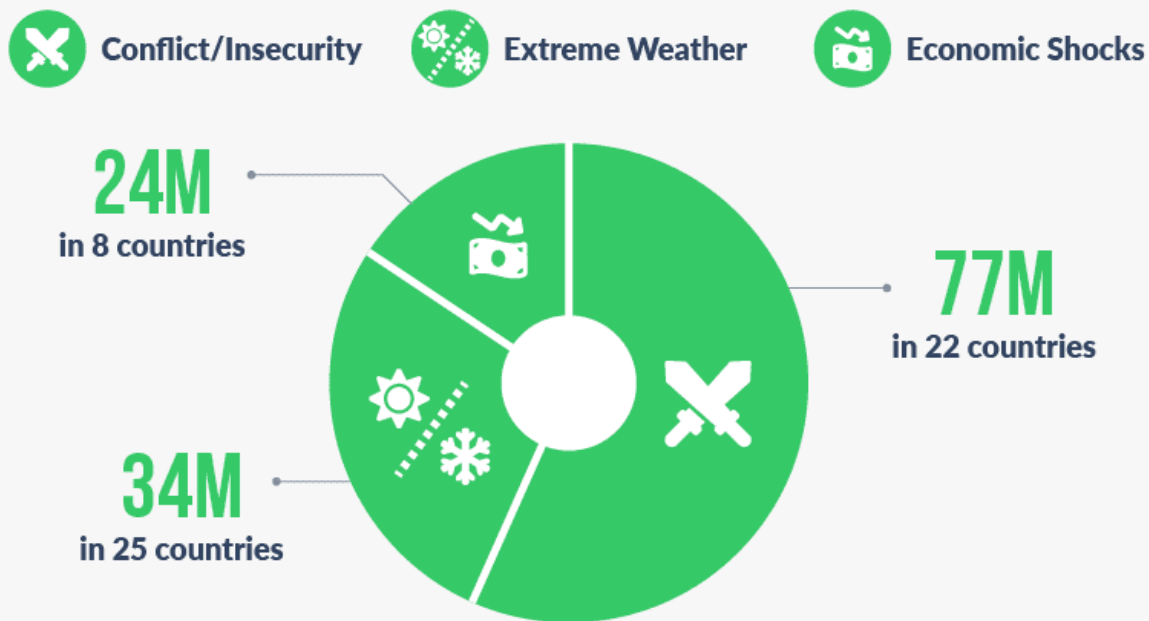 Conflict/Insecurity
Extreme Weather
Economic Shocks
24M
in 8 countries
77M
in 22 countries
34M
in 25 countries